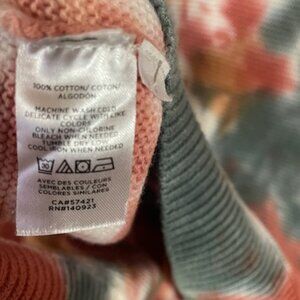 100% COTTON/ COTON/
ALGODÓN
MACHINE WASH COLD
DELICATE CYCLE WITH LIKE
COLORS
ONLY NON-CHLORINE
BLEACH WHEN NEEDED
TUMBLE DRY LOW
COOL IRON WHEN NEEDED
30
AVEC DES COULEURS
SEMBLABLES / CON
COLORES SIMILARES
CA#57421
RN#140923